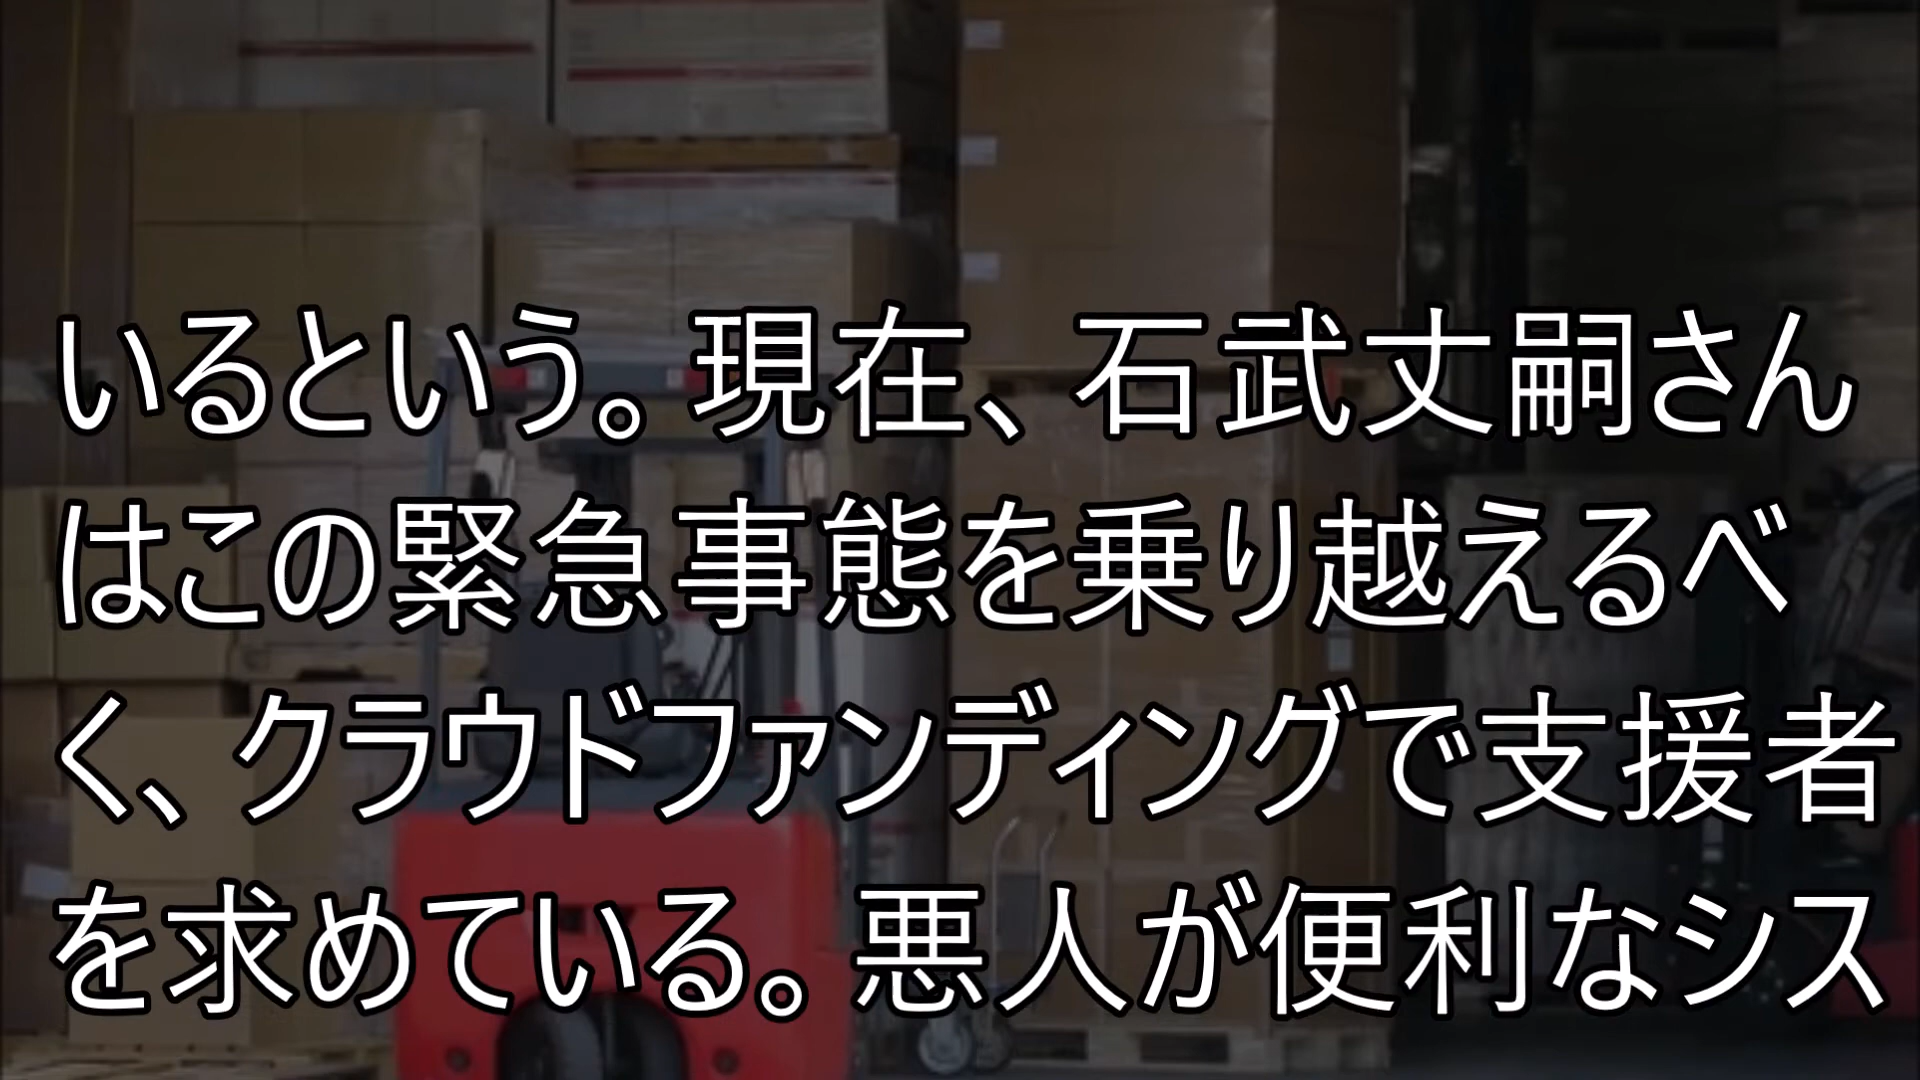 いるという。現在、石武丈嗣さん
はこの緊急事態を乗り越えるべ
く、クラウドファンディングで支援者
を求めている。悪人が便利なシス